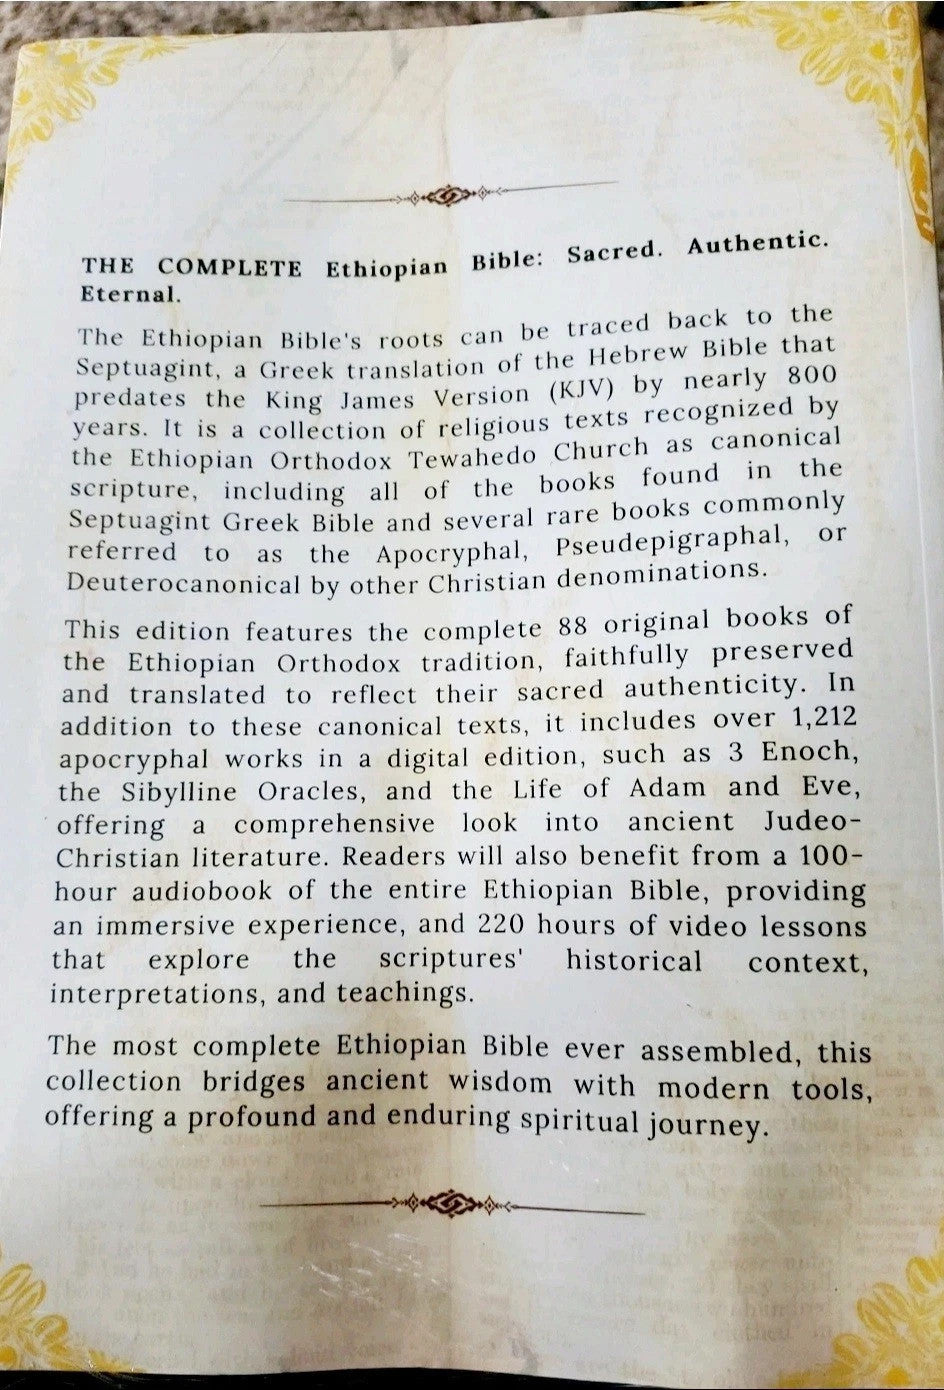 THE COMPLETE Ethiopian Bible: Sacred. Authentic.
Eternal.
The Ethiopian Bible's roots can be traced back to the
Septuagint, a Greek translation of the Hebrew Bible that
predates the King James Version (KJV) by nearly 800
years. It is a collection of religious texts recognized by
the Ethiopian Orthodox Tewahedo Church as canonical
scripture, including all of the books found in the
Septuagint Greek Bible and several rare books commonly
referred to as the Apocryphal, Pseudepigraphal, or
Deuterocanonical by other Christian denominations.
This edition features the complete 88 original books of
the Ethiopian Orthodox tradition, faithfully preserved
and translated to reflect their sacred authenticity. In
addition to these canonical texts, it includes over 1,212
apocryphal works in a digital edition, such as 3 Enoch,
the Sibylline Oracles, and the Life of Adam and Eve,
offering a comprehensive look into ancient Judeo-
Christian literature. Readers will also benefit from a 100-
hour audiobook of the entire Ethiopian Bible, providing
an immersive experience, and 220 hours of video lessons
that explore the scriptures' historical context,
interpretations, and teachings.
The most complete Ethiopian Bible ever assembled, this
collection bridges ancient wisdom with modern tools,
offering a profound and enduring spiritual journey.